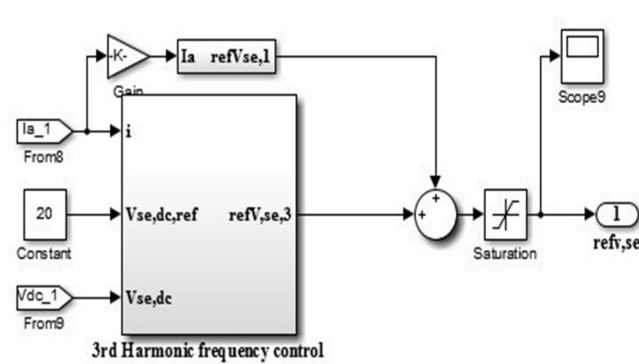 -K-
Ia refVse,1
Gain
Scope9
Ia_1
From8
i
20
Constant
Vse,dc,ref
refV,se,3
+
+
Saturation
1
refv,se
Vdc_1
From9
Vse,dc
3rd Harmonic frequency control